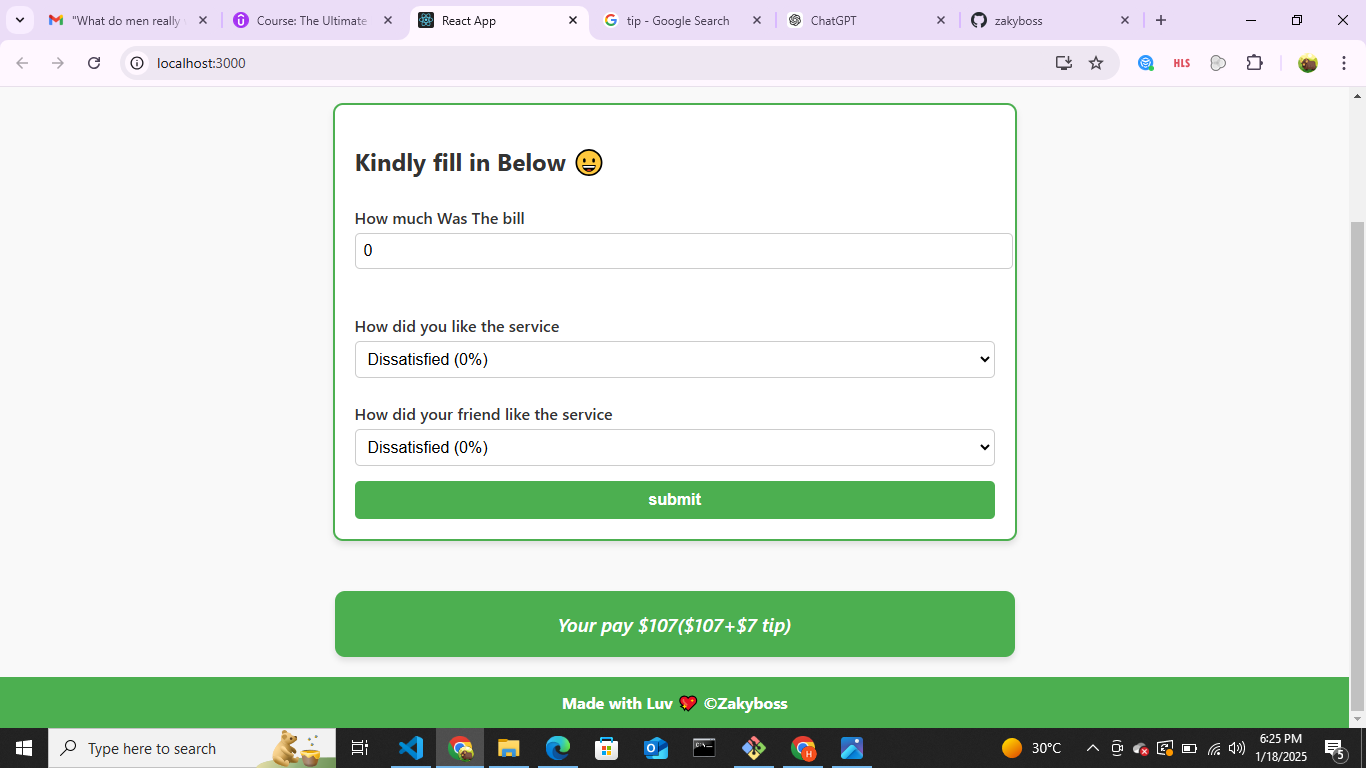 "What do men really
Course: The Ultimate
React App
tip - Google Search
ChatGPT
zakyboss
localhost:3000
HLS
Kindly fill in Below 😀
How much Was The bill
0
How did you like the service
Dissatisfied (0%)
How did your friend like the service
Dissatisfied (0%)
submit
Your pay $107($107+$7 tip)
Made with Luv 💖 ©Zakyboss
Type here to search
H
30°C
6:25 PM
1/18/2025
5